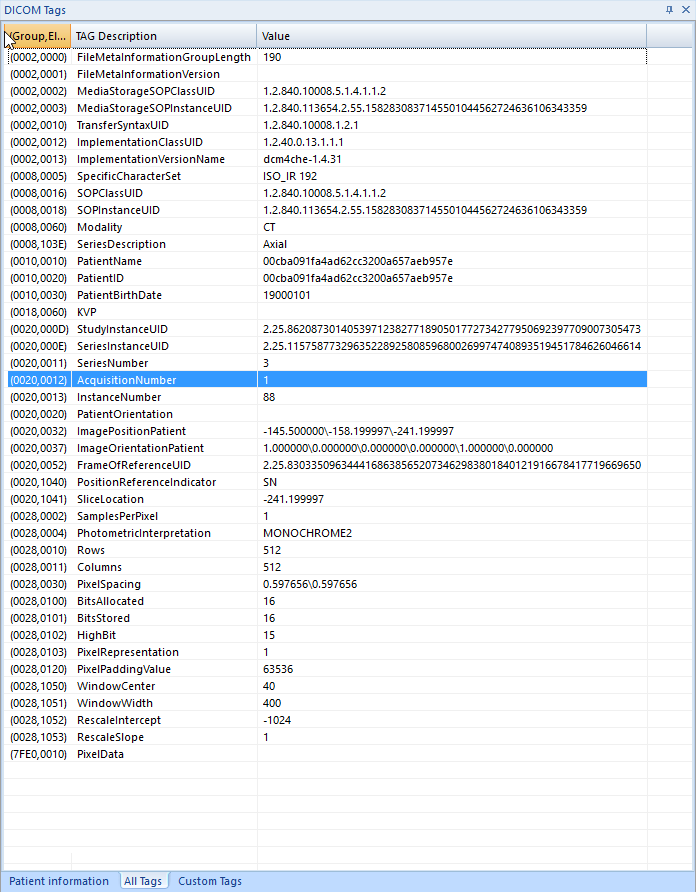 DICOM Tags
(Group,El... TAG Description Value
(0002,0000) FileMetaInformationGroupLength 190
(0002,0001) FileMetaInformationVersion
(0002,0002) MediaStorageSOPClassUID 1.2.840.10008.5.1.4.1.1.2
(0002,0003) MediaStorageSOPInstanceUID 1.2.840.113654.2.55.158283083714550104456272463610634 3359
(0002,0010) TransferSyntaxUID 1.2.840.10008.1.2.1
(0002,0012) ImplementationClassUID 1.2.40.0.13.1.1.1
(0002,0013) ImplementationVersionName dcm4che-1.4.31
(0008,0005) SpecificCharacterSet ISO_IR 192
(0008,0016) SOPClassUID 1.2.840.10008.5.1.4.1.1.2
(0008,0018) SOPInstanceUID 1.2.840.113654.2.55.158283083714550104456272463610634 3359
(0008,0060) Modality CT
(0008,103E) SeriesDescription Axial
(0010,0010) PatientName 00cba091fa4ad62cc3200a657aeb957e
(0010,0020) PatientID 00cba091fa4ad62cc3200a657aeb957e
(0010,0030) PatientBirthDate 19000101
(0018,0060) KVP
(0020,000D) StudyInstanceUID 2.25.86208730140539712382771890501772734277950692397709007305473
(0020,000E) SeriesInstanceUID 2.25.11575877329635228925808596800269974740893519451784626046614
(0020,0011) SeriesNumber 3
(0020,0012) AcquisitionNumber 1
(0020,0013) InstanceNumber 88
(0020,0020) PatientOrientation
(0020,0032) ImagePositionPatient -145.500000\-158.199997\-241.199997
(0020,0037) ImageOrientationPatient 1.000000\0.000000\0.000000\0.000000\1.000000\0.000000
(0020,0052) FrameOfReferenceUID 2.25.83033509634441686385652073462983801840121916678417719669650
(0020,1040) PositionReferenceIndicator SN
(0020,1041) SliceLocation -241.199997
(0028,0002) SamplesPerPixel 1
(0028,0004) PhotometricInterpretation MONOCHROME2
(0028,0010) Rows 512
(0028,0011) Columns 512
(0028,0030) PixelSpacing 0.597656\0.597656
(0028,0100) BitsAllocated 16
(0028,0101) BitsStored 16
(0028,0102) HighBit 15
(0028,0103) PixelRepresentation 1
(0028,0120) PixelPaddingValue 63536
(0028,1050) WindowCenter 40
(0028,1051) WindowWidth 400
(0028,1052) RescaleIntercept -1024
(0028,1053) RescaleSlope 1
(7FE0,0010) PixelData
Patient information All Tags Custom Tags